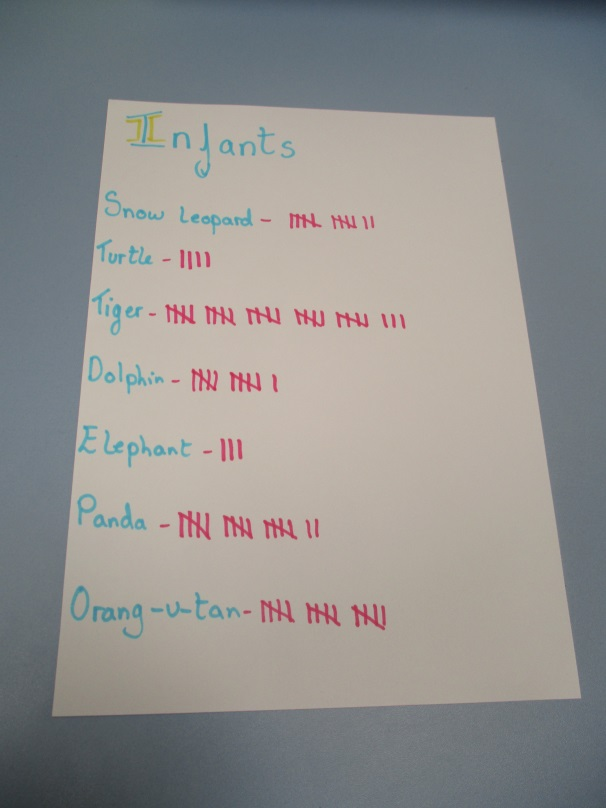 Infants
Snow leopard - 𝍸 𝍸 ||
Turtle - ||||
Tiger - 𝍸 𝍸 𝍸 𝍸 𝍸 |||
Dolphin - 𝍸 𝍸 |
Elephant - |||
Panda - 𝍸 𝍸 𝍸 ||
Orang-u-tan - 𝍸 𝍸 𝍸